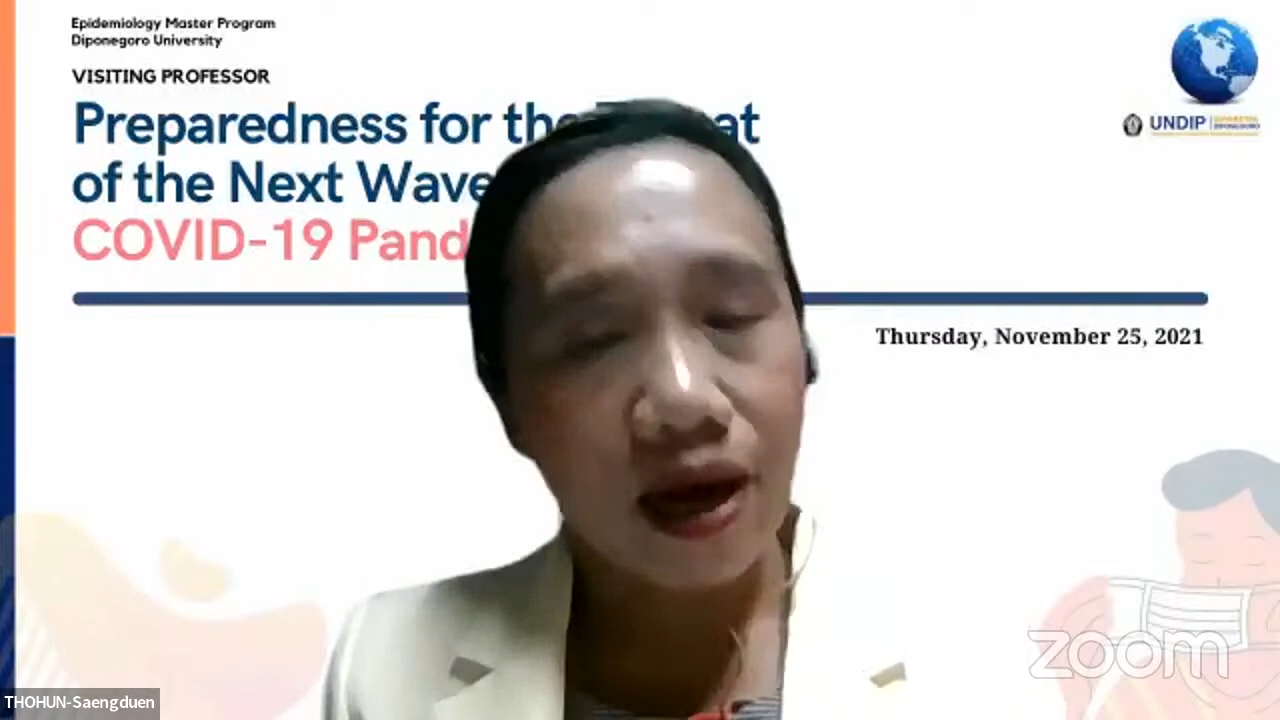 Epidemiology Master Program
Diponegoro University
VISITING PROFESSOR
Preparedness for the at
of the Next Wave
COVID-19 Pand
UNDIP
Thursday, November 25, 2021
zoom
THOHUN-Saengduen